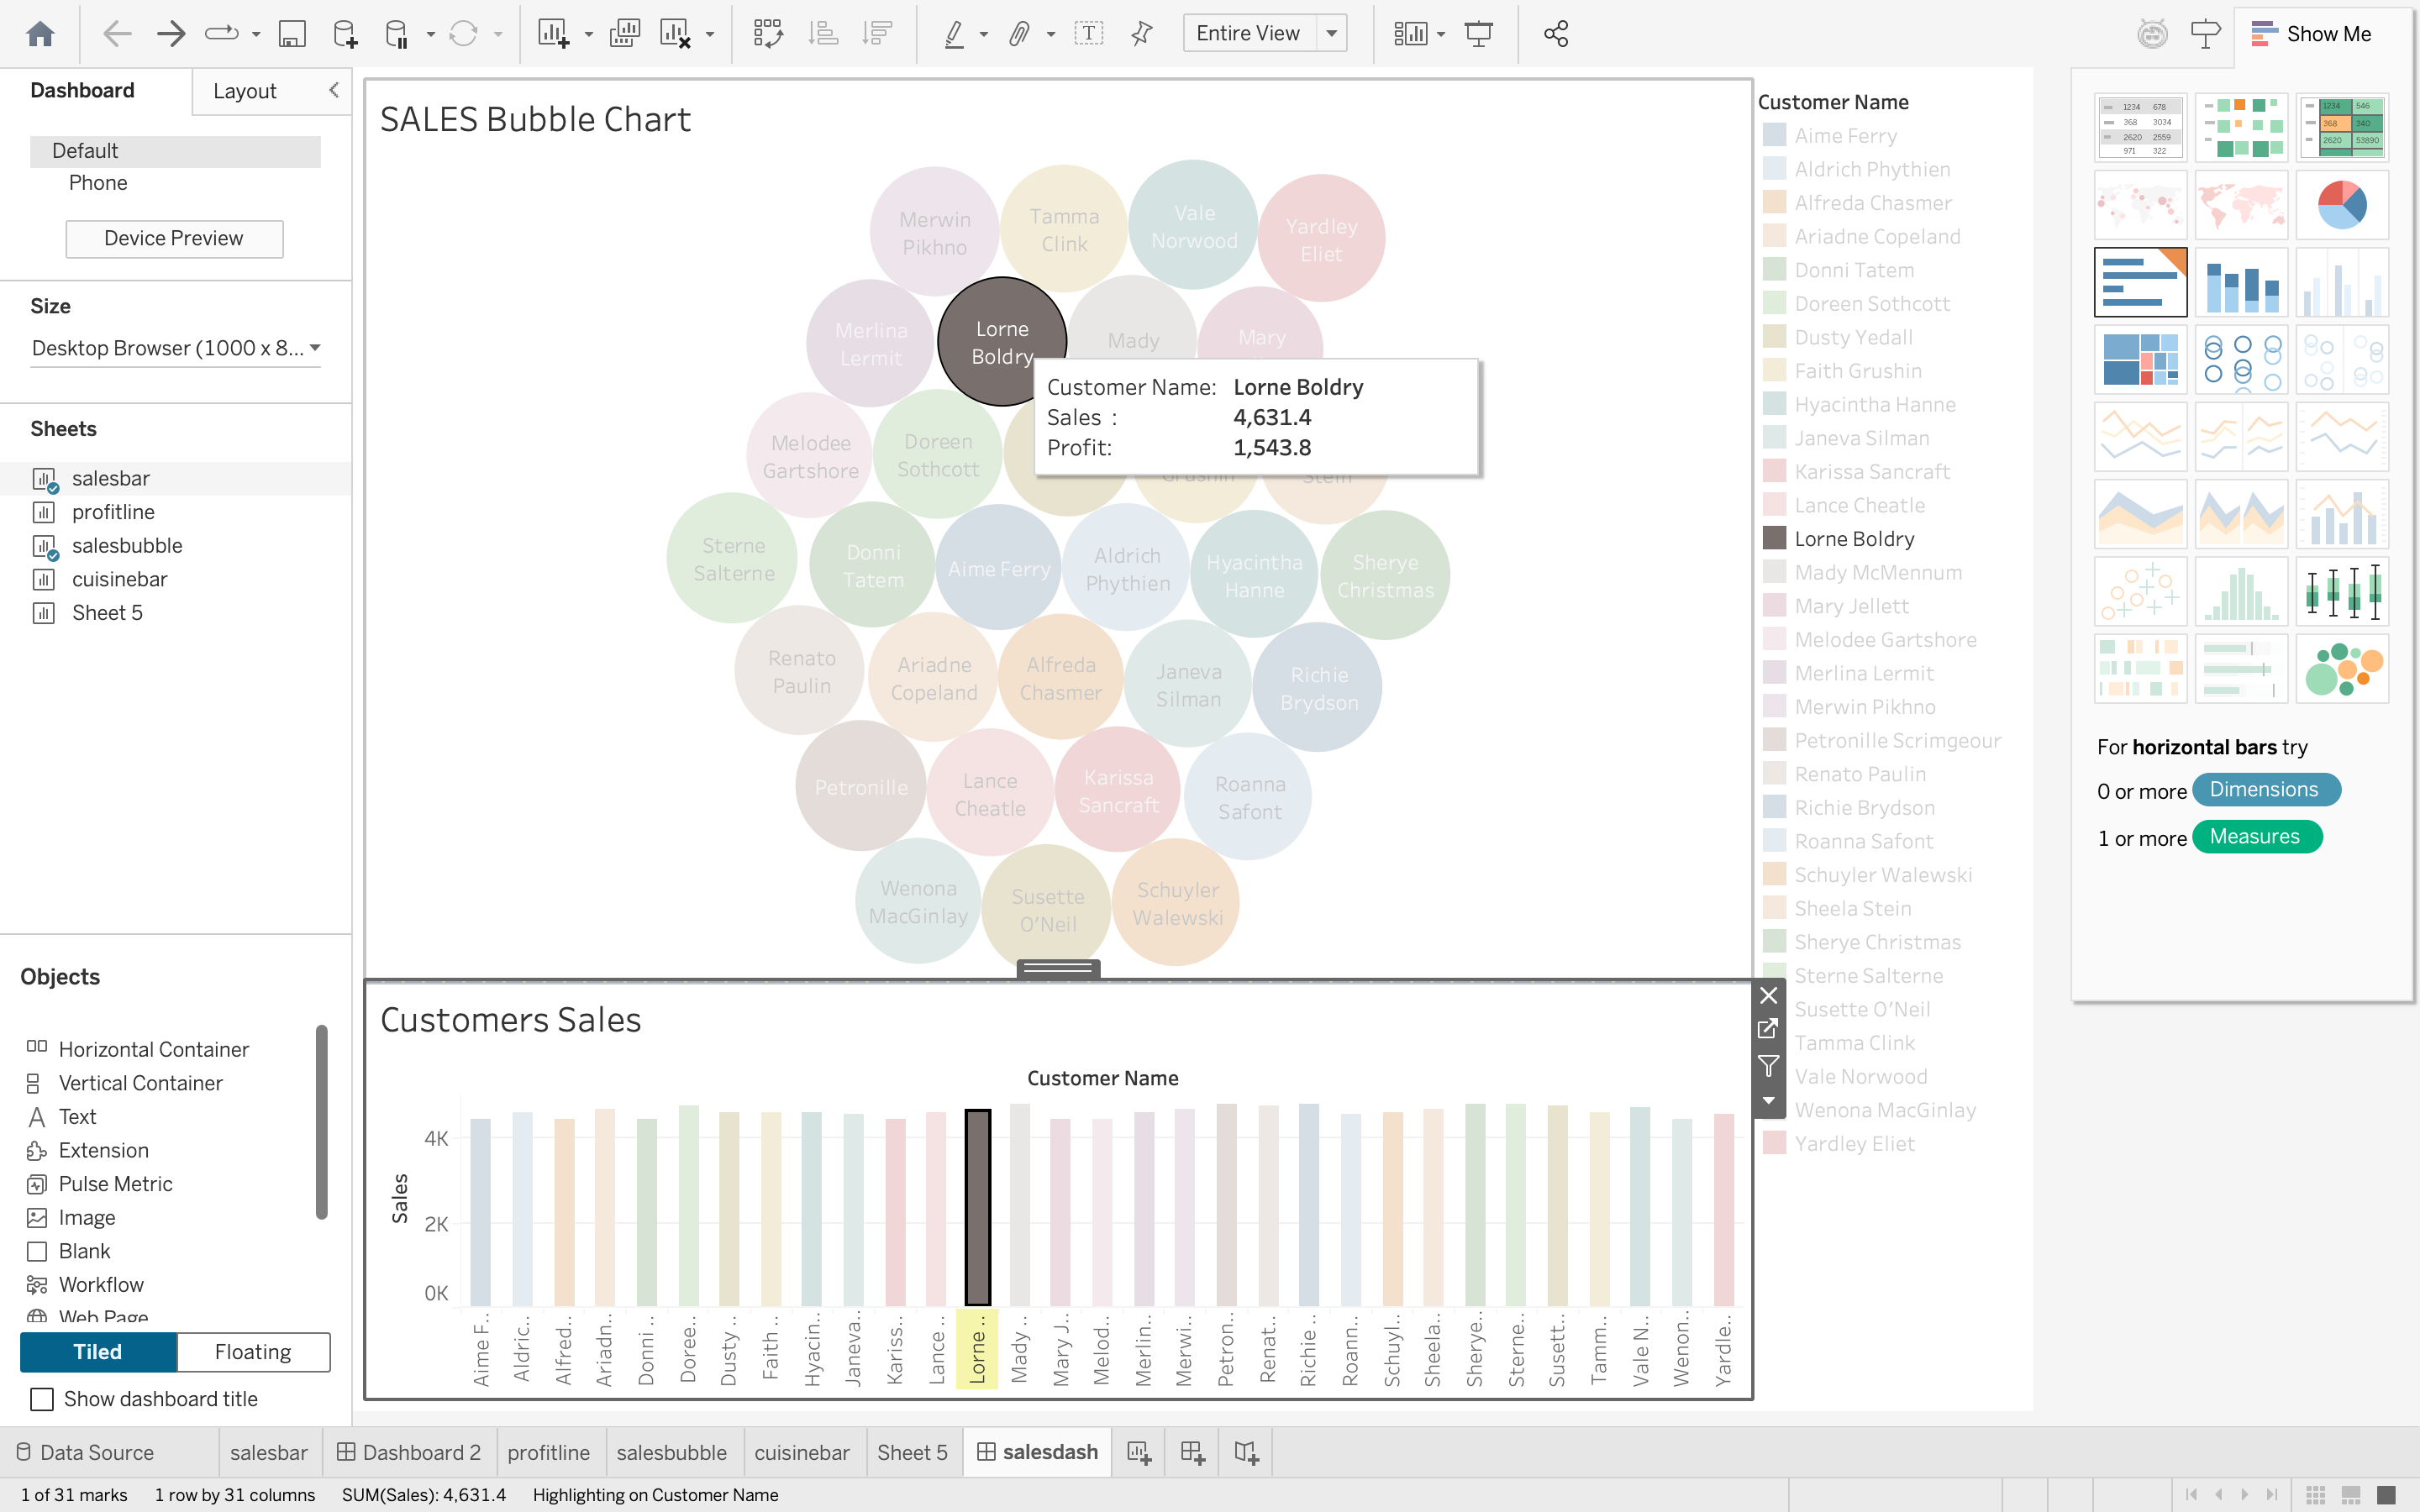 Entire View
Show Me
Dashboard
Layout
Default
Phone
Device Preview
Size
Desktop Browser (1000 x 8...
Sheets
salesbar
profitline
salesbubble
cuisinebar
Sheet 5
Objects
Horizontal Container
Vertical Container
Text
Extension
Pulse Metric
Image
Blank
Workflow
Web Page
Tiled
Floating
Show dashboard title
SALES Bubble Chart
Merwin
Pikhno
Tamma
Clink
Vale
Norwood
Yardley
Eliet
Merlina
Lermit
Lorne
Boldry
Mady
Mary
Customer Name: Lorne Boldry
Sales : 4,631.4
Profit: 1,543.8
Melodee
Gartshore
Doreen
Sothcott
Grushin
Stein
Sterne
Salterne
Donni
Tatem
Aime Ferry
Aldrich
Phythien
Hyacintha
Hanne
Sherye
Christmas
Renato
Paulin
Ariadne
Copeland
Alfreda
Chasmer
Janeva
Silman
Richie
Brydson
Petronille
Lance
Cheatle
Karissa
Sancraft
Roanna
Safont
Wenona
MacGinlay
Susette
O'Neil
Schuyler
Walewski
Customers Sales
Customer Name
Sales
4K
2K
0K
Aime F..
Aldric..
Alfred..
Ariadn..
Donni ..
Doree..
Dusty ..
Faith ..
Hyacin..
Janeva..
Kariss..
Lance ..
Lorne ..
Mady ..
Mary J..
Melod..
Merlin..
Merwi..
Petron..
Renat..
Richie ..
Roann..
Schuyl..
Sheela..
Sherye..
Sterne..
Susett..
Tamm..
Vale N..
Wenon..
Yardle..
Customer Name
Aime Ferry
Aldrich Phythien
Alfreda Chasmer
Ariadne Copeland
Donni Tatem
Doreen Sothcott
Dusty Yedall
Faith Grushin
Hyacintha Hanne
Janeva Silman
Karissa Sancraft
Lance Cheatle
Lorne Boldry
Mady McMennum
Mary Jellett
Melodee Gartshore
Merlina Lermit
Merwin Pikhno
Petronille Scrimgeour
Renato Paulin
Richie Brydson
Roanna Safont
Schuyler Walewski
Sheela Stein
Sherye Christmas
Sterne Salterne
Susette O'Neil
Tamma Clink
Vale Norwood
Wenona MacGinlay
Yardley Eliet
1234 678
368 3034
2620 2559
971 322
1234 546
368 340
2620 53890
For horizontal bars try
0 or more Dimensions
1 or more Measures
Data Source
salesbar
Dashboard 2
profitline
salesbubble
cuisinebar
Sheet 5
salesdash
1 of 31 marks
1 row by 31 columns
SUM(Sales): 4,631.4
Highlighting on Customer Name